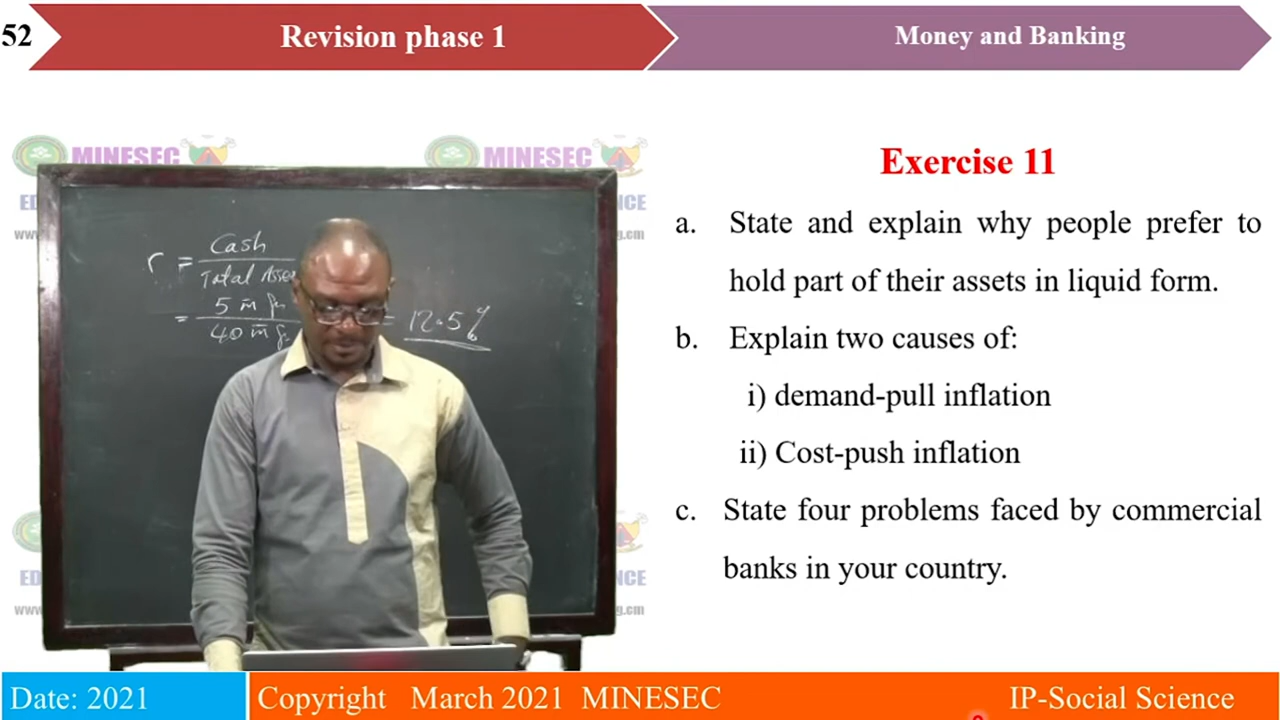 52
Revision phase 1
Money and Banking
MINESEC
MINESEC
Exercise 11
a. State and explain why people prefer to
hold part of their assets in liquid form.
b. Explain two causes of:
i) demand-pull inflation
ii) Cost-push inflation
c. State four problems faced by commercial
banks in your country.
r = Cash
Total
= 5 m
40 m
= 12.5%
Date: 2021
Copyright March 2021 MINESEC
IP-Social Science